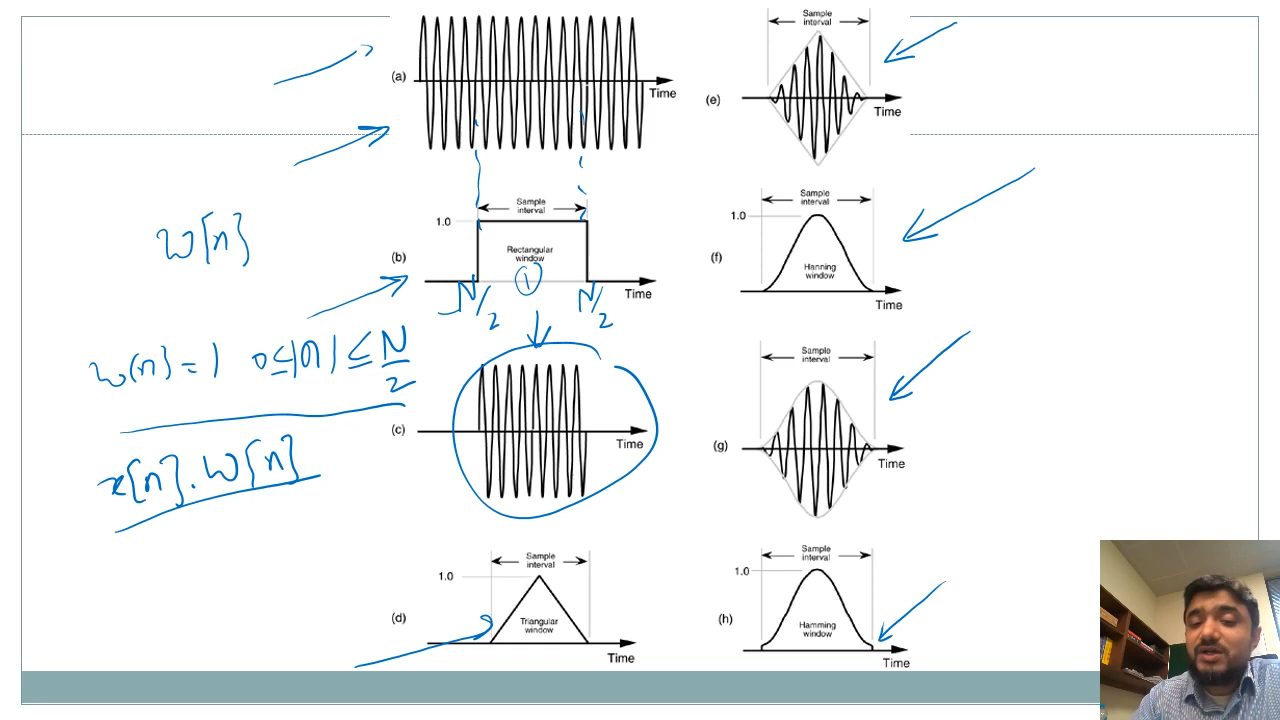 (a)
Time
W[n]
Sample
interval
1.0
Rectangular
window
(b)
1
Time
-N/2
N/2
w(n) = 1 0 ≤ |n| ≤ N/2
x[n] . W[n]
(c)
Time
Sample
interval
1.0
(d)
Triangular
window
Time
Sample
interval
(e)
Time
Sample
interval
1.0
(f)
Hanning
window
Time
Sample
interval
(g)
Time
Sample
interval
1.0
(h)
Hamming
window
Time